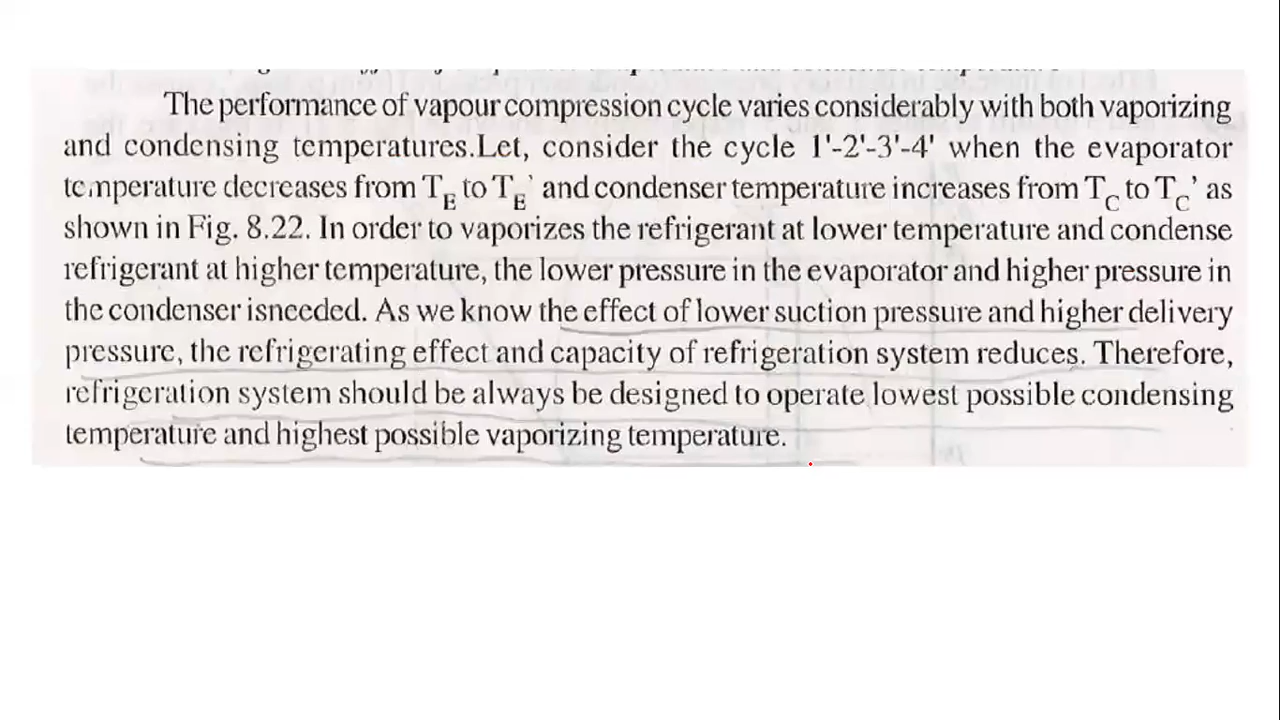 The performance of vapour compression cycle varies considerably with both vaporizing
and condensing temperatures.Let, consider the cycle 1'-2'-3'-4' when the evaporator
temperature decreases from T_E to T_E' and condenser temperature increases from T_C to T_C' as
shown in Fig. 8.22. In order to vaporizes the refrigerant at lower temperature and condense
refrigerant at higher temperature, the lower pressure in the evaporator and higher pressure in
the condenser isneeded. As we know the effect of lower suction pressure and higher delivery
pressure, the refrigerating effect and capacity of refrigeration system reduces. Therefore,
refrigeration system should be always be designed to operate lowest possible condensing
temperature and highest possible vaporizing temperature.